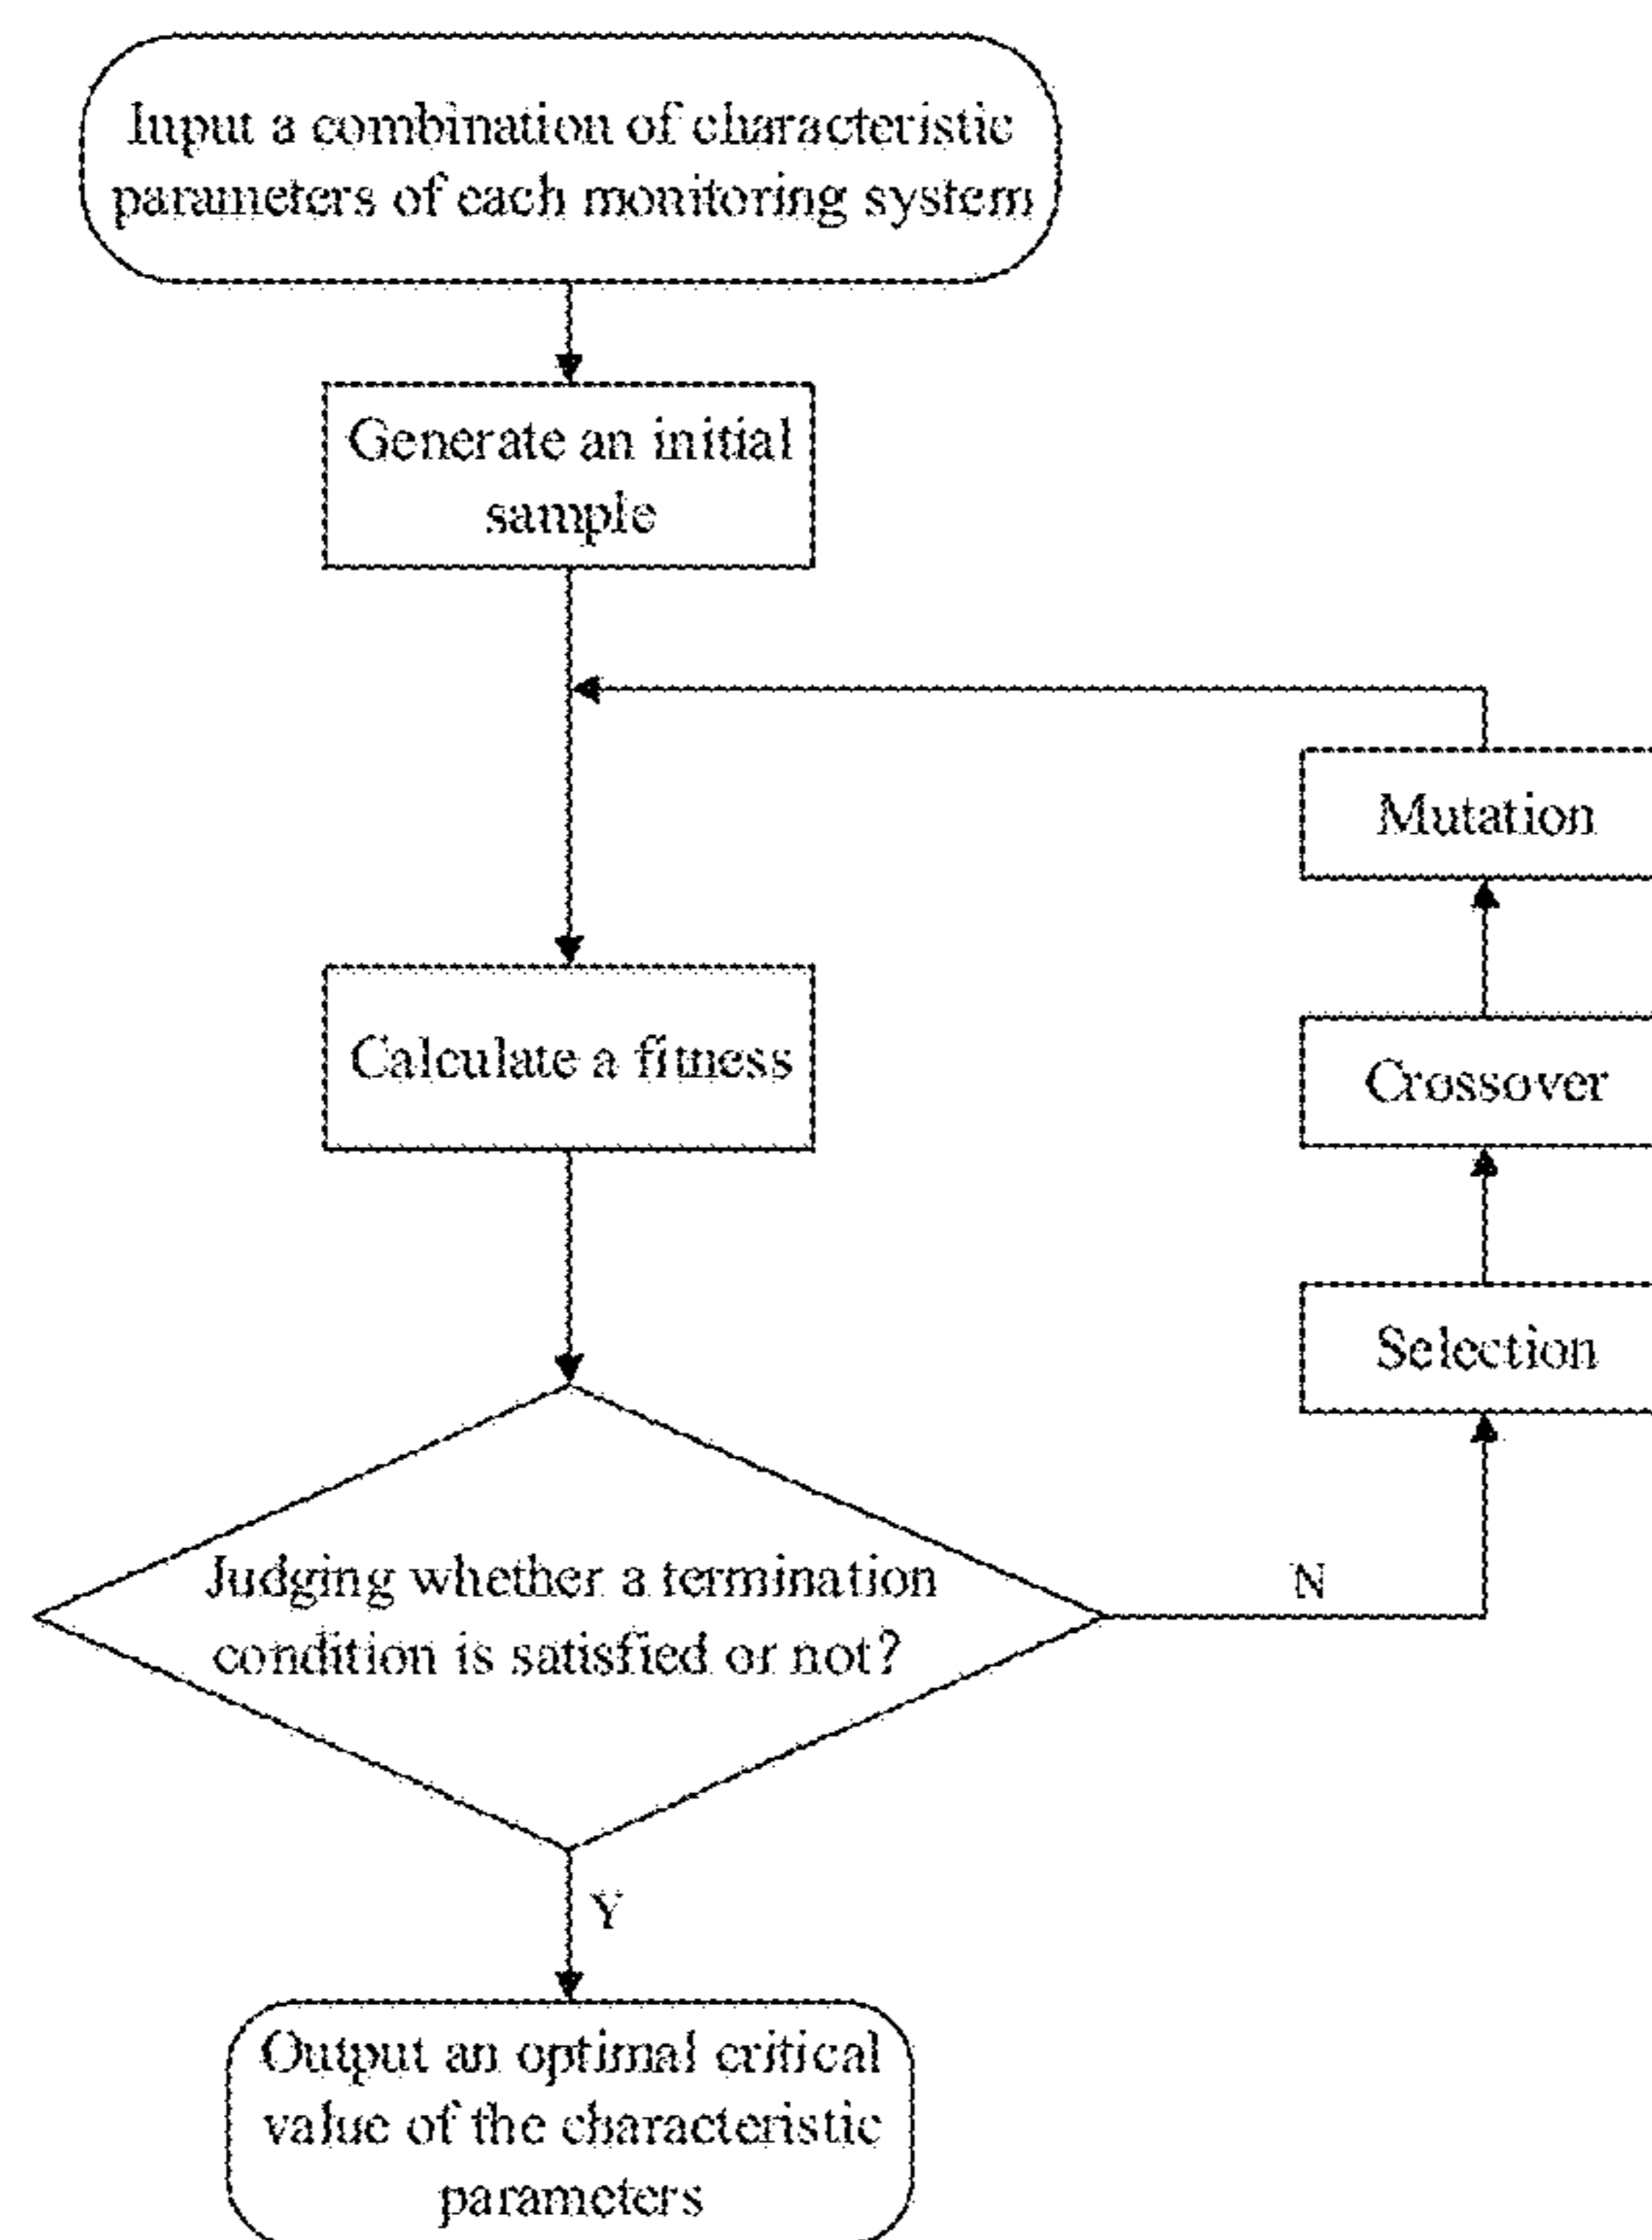 Input a combination of characteristic
parameters of each monitoring system
Generate an initial
sample
Mutation
Calculate a fitness
Crossover
Selection
Judging whether a termination
condition is satisfied or not?
N
Y
Output an optimal critical
value of the characteristic
parameters